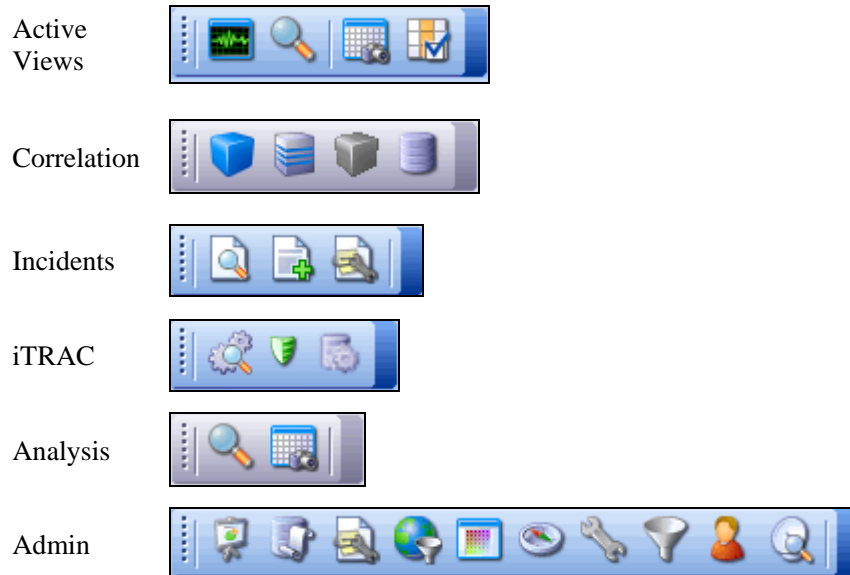 Active
Views
Correlation
Incidents
iTRAC
Analysis
Admin